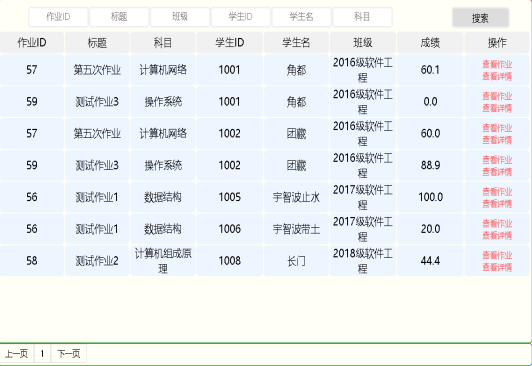 作业ID 标题 班级 学生ID 学生名 科目 搜索
作业ID 标题 科目 学生ID 学生名 班级 成绩 操作
57 第五次作业 计算机网络 1001 角都 2016级软件工程 60.1 查看作业 查看详情
59 测试作业3 操作系统 1001 角都 2016级软件工程 0.0 查看作业 查看详情
57 第五次作业 计算机网络 1002 团藏 2016级软件工程 60.0 查看作业 查看详情
59 测试作业3 操作系统 1002 团藏 2016级软件工程 88.9 查看作业 查看详情
56 测试作业1 数据结构 1005 宇智波止水 2017级软件工程 100.0 查看作业 查看详情
56 测试作业1 数据结构 1006 宇智波带土 2017级软件工程 20.0 查看作业 查看详情
58 测试作业2 计算机组成原理 1008 长门 2018级软件工程 44.4 查看作业 查看详情
上一页 1 下一页